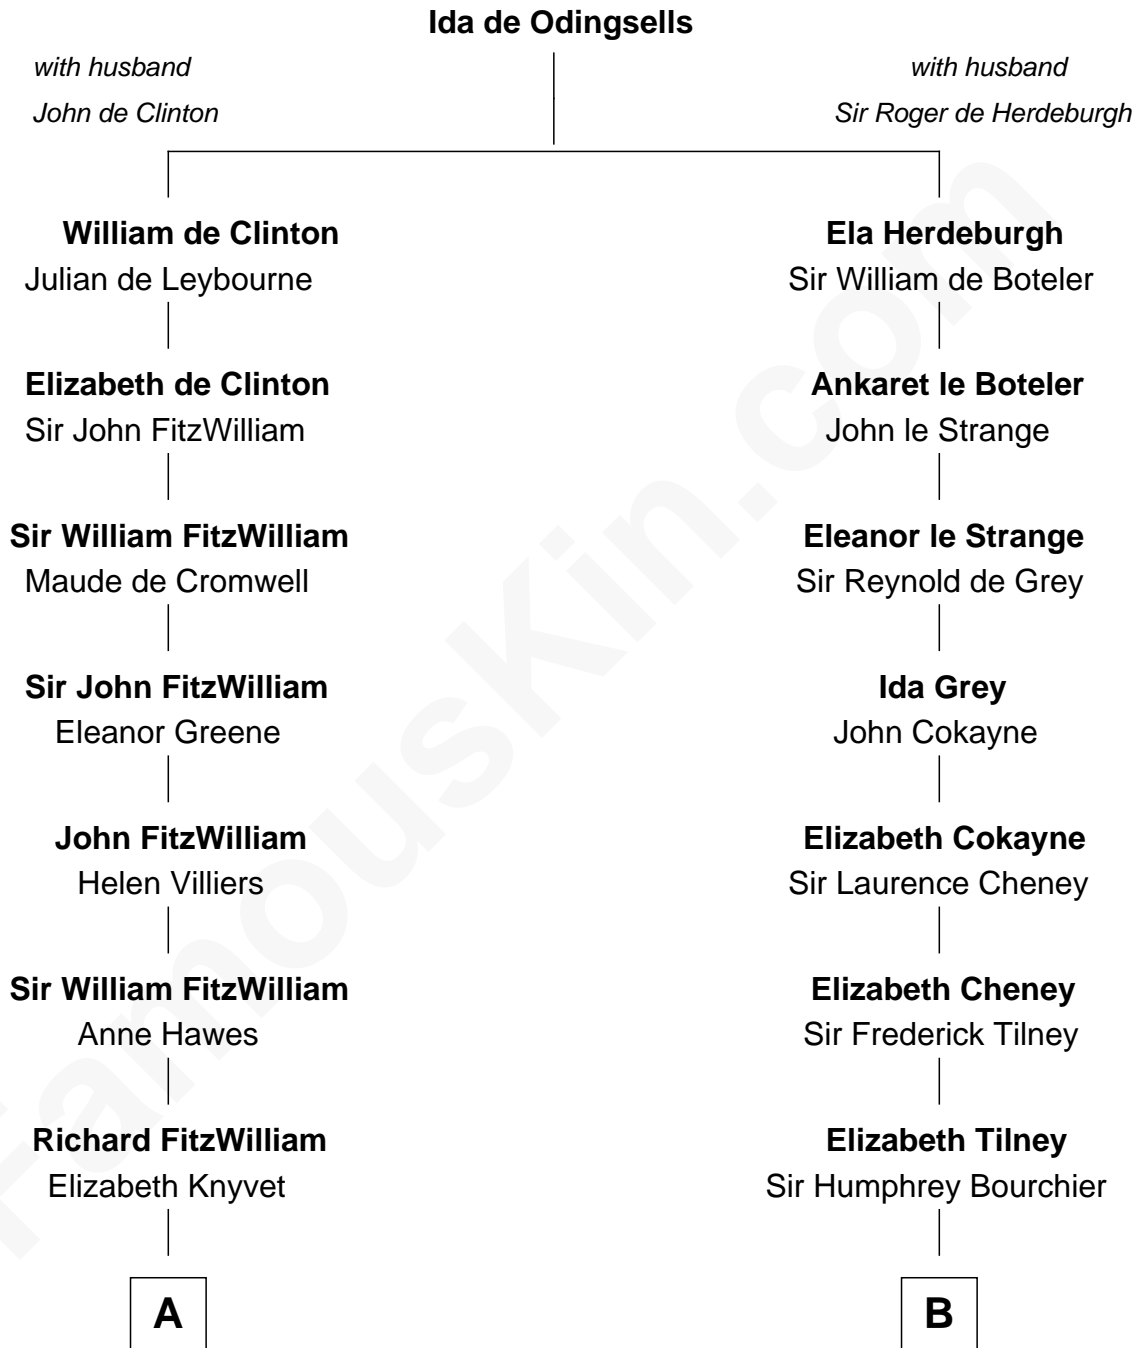 Ida de Odingsells
with husband
John de Clinton
with husband
Sir Roger de Herdeburgh
William de Clinton
Julian de Leybourne
Ela Herdeburgh
Sir William de Boteler
Elizabeth de Clinton
Sir John FitzWilliam
Ankaret le Boteler
John le Strange
Sir William FitzWilliam
Maude de Cromwell
Eleanor le Strange
Sir Reynold de Grey
Sir John FitzWilliam
Eleanor Greene
Ida Grey
John Cokayne
John FitzWilliam
Helen Villiers
Elizabeth Cokayne
Sir Laurence Cheney
Sir William FitzWilliam
Anne Hawes
Elizabeth Cheney
Sir Frederick Tilney
Richard FitzWilliam
Elizabeth Knyvet
Elizabeth Tilney
Sir Humphrey Bourchier
A
B
FamousKin.com